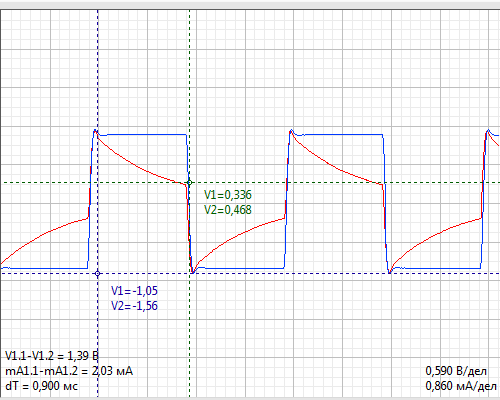 V1=0,336
V2=0,468
V1=-1,05
V2=-1,56
V1.1-V1.2 = 1,39 В
mA1.1-mA1.2 = 2,03 мА
dT = 0,900 мс
0,590 В/дел
0,860 мА/дел